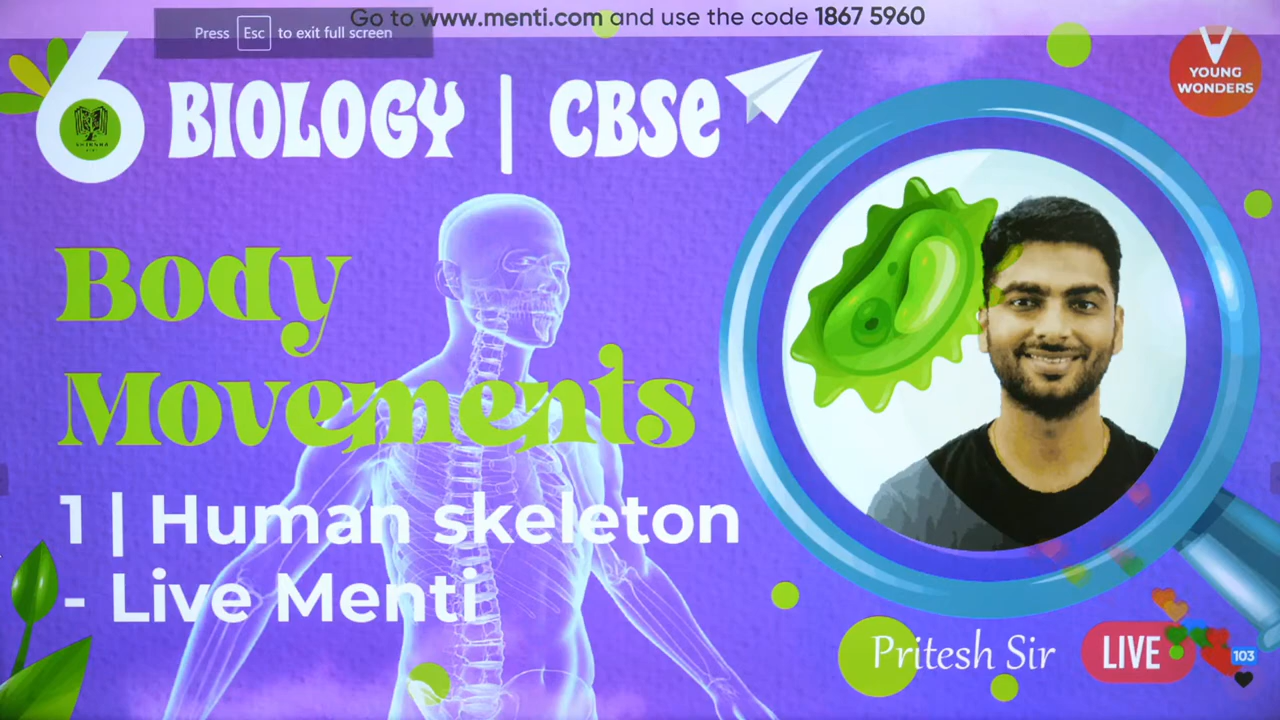 Go to www.menti.com and use the code 1867 5960
Press Esc to exit full screen
YOUNG
WONDERS
6 BIOLOGY | CBSE
Body
Movements
1 | Human skeleton
- Live Menti
Pritesh Sir
LIVE
103